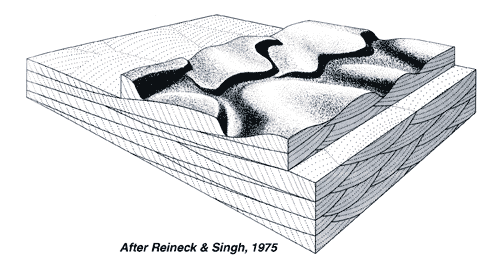 After Reineck & Singh, 1975